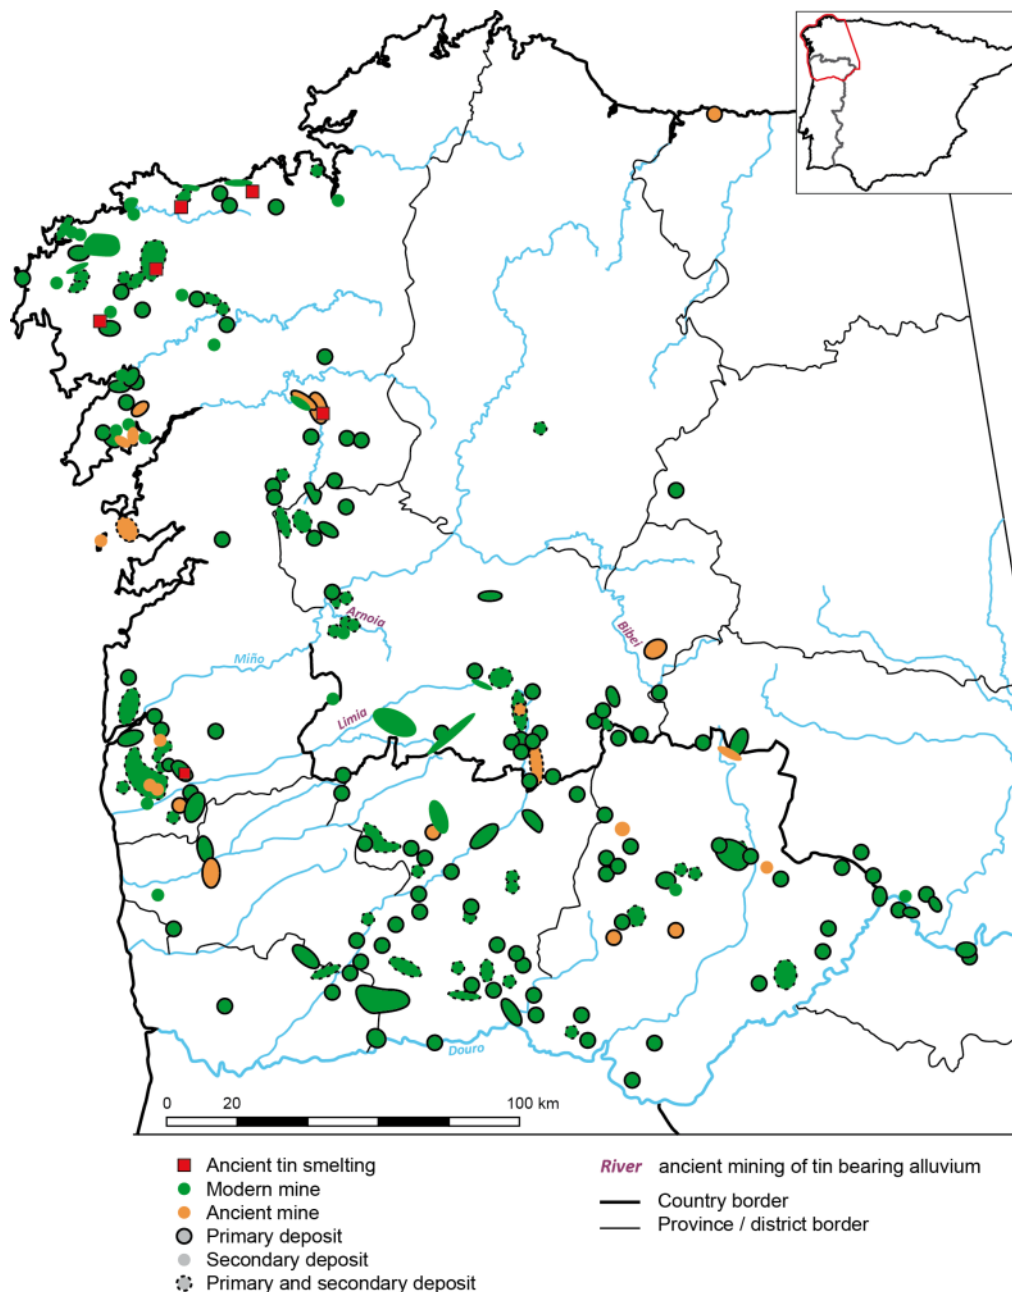 Arnoia
Bibei
Miño
Limia
Douro
0 20 100 km
Ancient tin smelting
Modern mine
Ancient mine
Primary deposit
Secondary deposit
Primary and secondary deposit
River ancient mining of tin bearing alluvium
Country border
Province / district border